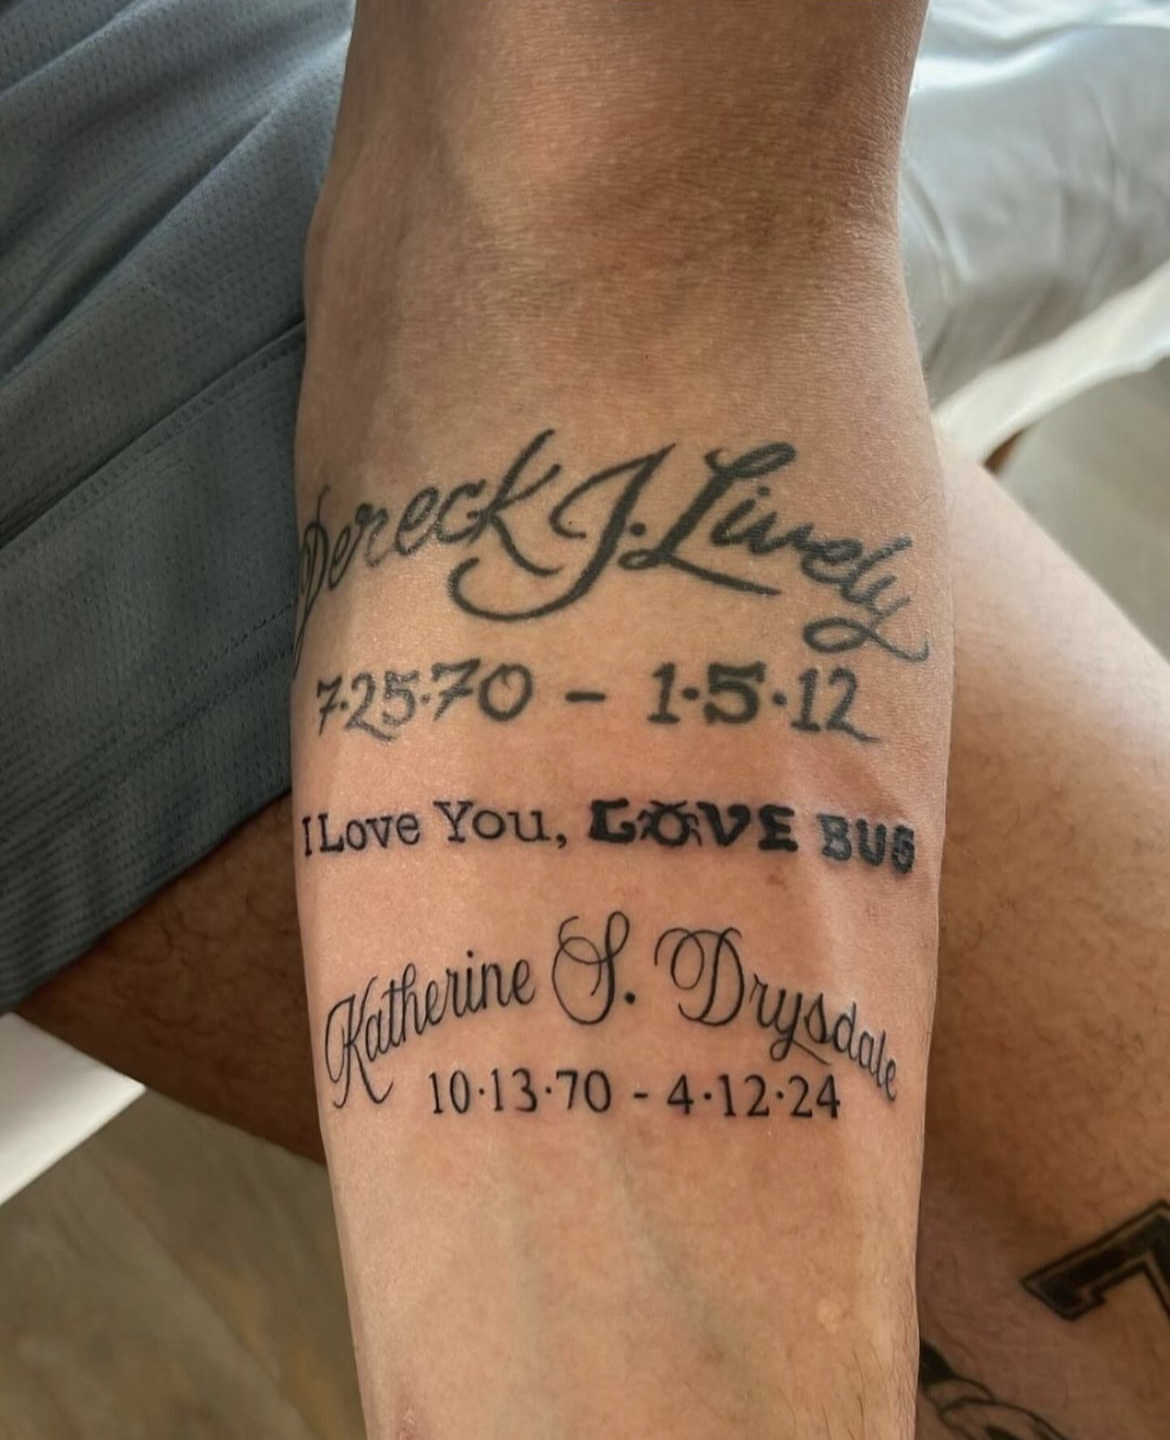 Dereck J. Lively
7·25·70 - 1·5·12
I Love You, LOVE BUG
Katherine S. Drysdale
10·13·70 - 4·12·24
7